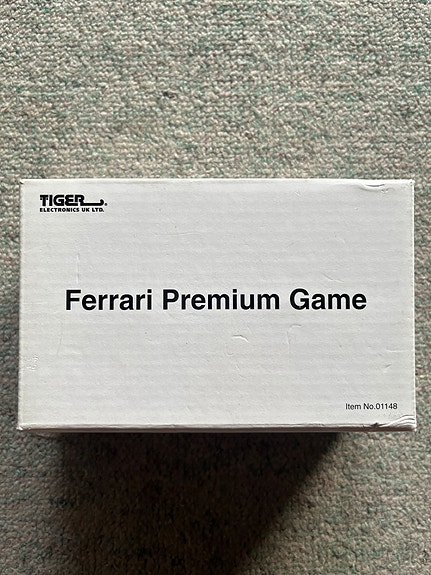 TIGER®
ELECTRONICS UK LTD.
Ferrari Premium Game
Item No.01148